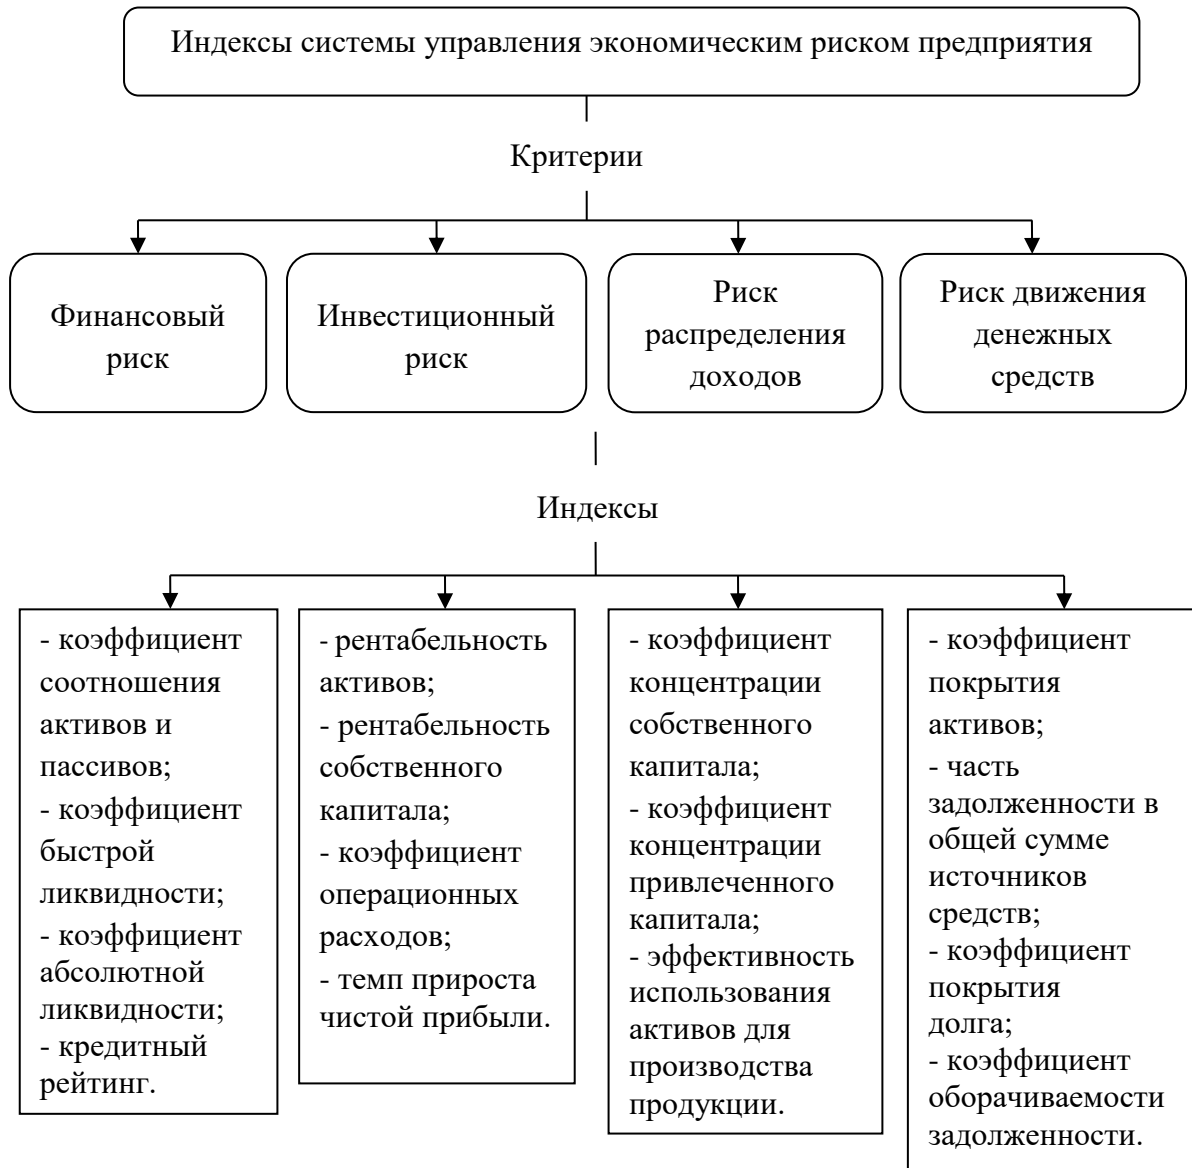 Индексы системы управления экономическим риском предприятия
Критерии
Финансовый
риск
Инвестиционный
риск
Риск
распределения
доходов
Риск движения
денежных
средств
Индексы
- коэффициент
соотношения
активов и
пассивов;
- коэффициент
быстрой
ликвидности;
- коэффициент
абсолютной
ликвидности;
- кредитный
рейтинг.
- рентабельность
активов;
- рентабельность
собственного
капитала;
- коэффициент
операционных
расходов;
- темп прироста
чистой прибыли.
- коэффициент
концентрации
собственного
капитала;
- коэффициент
концентрации
привлеченного
капитала;
- эффективность
использования
активов для
производства
продукции.
- коэффициент
покрытия
активов;
- часть
задолженности в
общей сумме
источников
средств;
- коэффициент
покрытия
долга;
- коэффициент
оборачиваемости
задолженности.